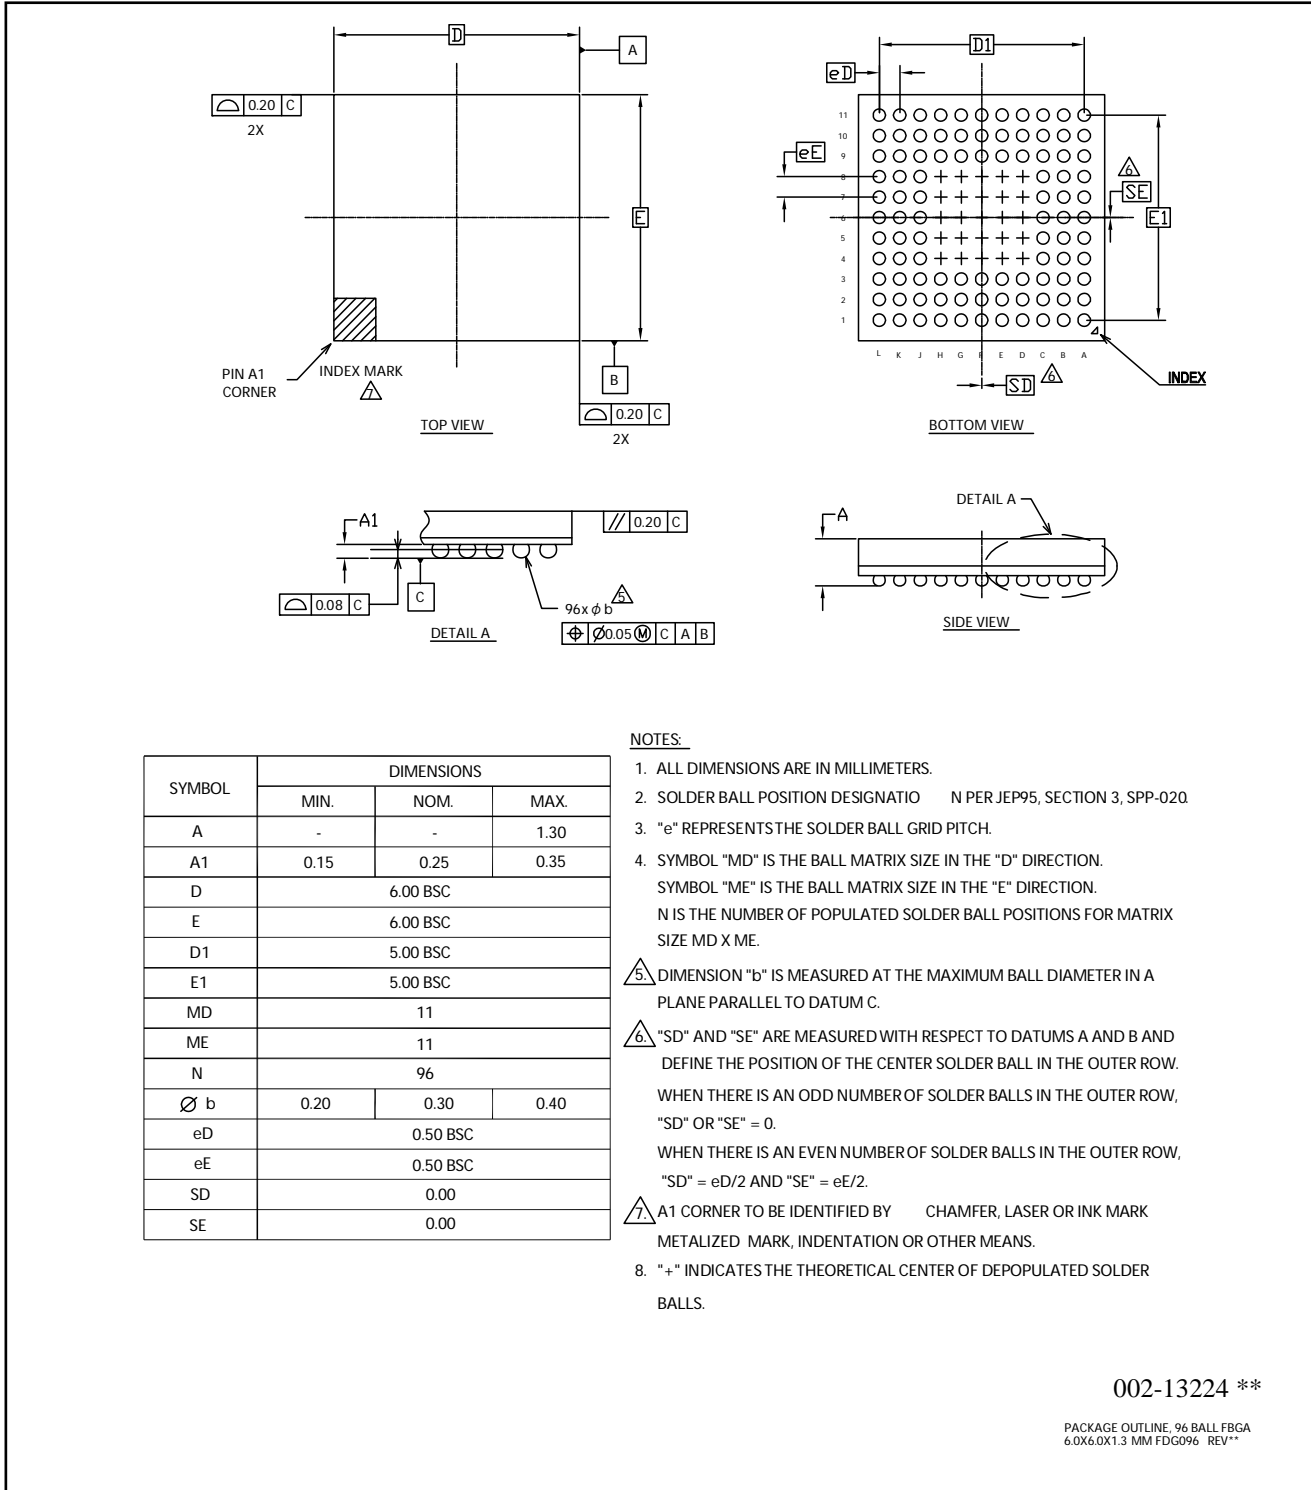 D
A
0.20 C
2X
E
PIN A1
CORNER
INDEX MARK
7
B
0.20 C
2X
TOP VIEW
D1
eD
11
10
9
8
7
6
5
4
3
2
1
eE
6
SE
E1
L K J H G F E D C B A
SD
6
INDEX
BOTTOM VIEW
A1
// 0.20 C
0.08 C
C
96x ϕ b
5
⌖ Ø0.05 Ⓜ C A B
DETAIL A
DETAIL A
A
SIDE VIEW
SYMBOL DIMENSIONS
MIN. NOM. MAX.
A - - 1.30
A1 0.15 0.25 0.35
D 6.00 BSC
E 6.00 BSC
D1 5.00 BSC
E1 5.00 BSC
MD 11
ME 11
N 96
Ø b 0.20 0.30 0.40
eD 0.50 BSC
eE 0.50 BSC
SD 0.00
SE 0.00
NOTES:
1. ALL DIMENSIONS ARE IN MILLIMETERS.
2. SOLDER BALL POSITION DESIGNATIO N PER JEP95, SECTION 3, SPP-020.
3. "e" REPRESENTS THE SOLDER BALL GRID PITCH.
4. SYMBOL "MD" IS THE BALL MATRIX SIZE IN THE "D" DIRECTION.
SYMBOL "ME" IS THE BALL MATRIX SIZE IN THE "E" DIRECTION.
N IS THE NUMBER OF POPULATED SOLDER BALL POSITIONS FOR MATRIX
SIZE MD X ME.
5. DIMENSION "b" IS MEASURED AT THE MAXIMUM BALL DIAMETER IN A
PLANE PARALLEL TO DATUM C.
6. "SD" AND "SE" ARE MEASURED WITH RESPECT TO DATUMS A AND B AND
DEFINE THE POSITION OF THE CENTER SOLDER BALL IN THE OUTER ROW.
WHEN THERE IS AN ODD NUMBER OF SOLDER BALLS IN THE OUTER ROW,
"SD" OR "SE" = 0.
WHEN THERE IS AN EVEN NUMBER OF SOLDER BALLS IN THE OUTER ROW,
"SD" = eD/2 AND "SE" = eE/2.
7. A1 CORNER TO BE IDENTIFIED BY CHAMFER, LASER OR INK MARK
METALIZED MARK, INDENTATION OR OTHER MEANS.
8. "+" INDICATES THE THEORETICAL CENTER OF DEPOPULATED SOLDER
BALLS.
002-13224 **
PACKAGE OUTLINE, 96 BALL FBGA
6.0X6.0X1.3 MM FDG096 REV**